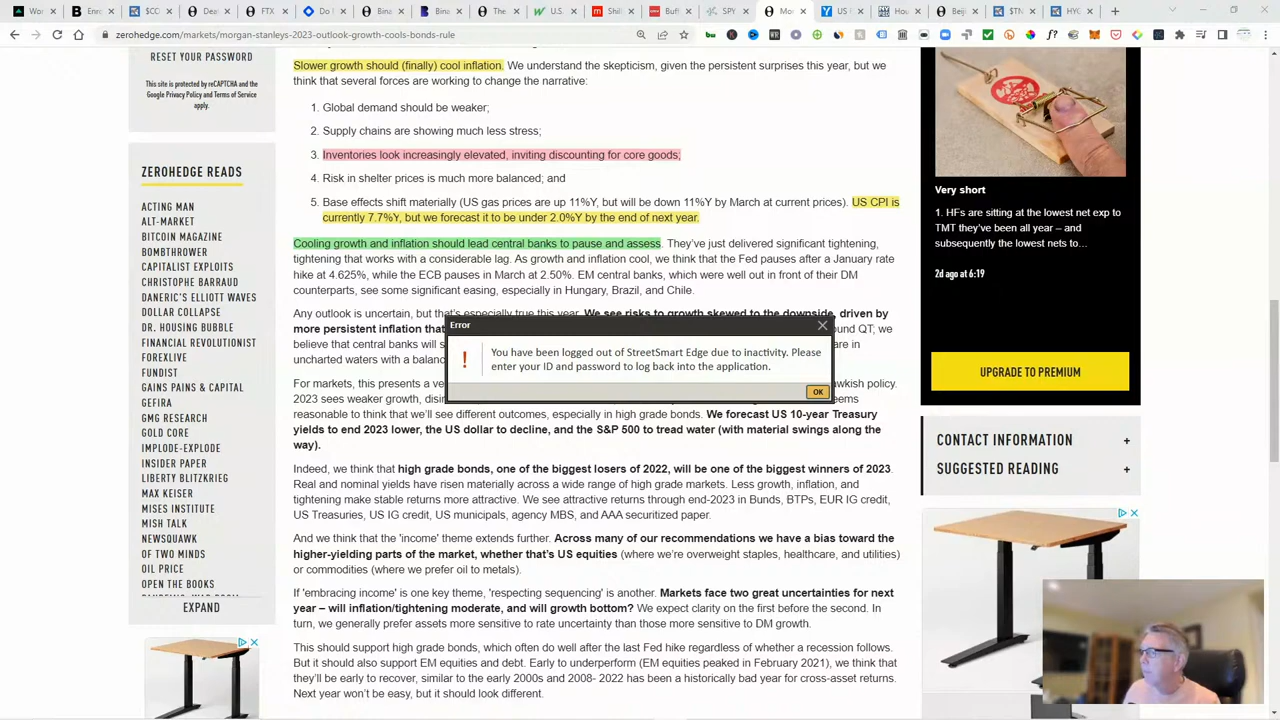 zerohedge.com/markets/morgan-stanleys-2023-outlook-growth-cools-bonds-rule
RESET YOUR PASSWORD
This site is protected by reCAPTCHA and the
Google Privacy Policy and Terms of Service
apply.
ZEROHEDGE READS
ACTING MAN
ALT-MARKET
BITCOIN MAGAZINE
BOMBTHROWER
CAPITALIST EXPLOITS
CHRISTOPHE BARRAUD
DANERIC'S ELLIOTT WAVES
DOLLAR COLLAPSE
DR. HOUSING BUBBLE
FINANCIAL REVOLUTIONIST
FOREXLIVE
FUNDIST
GAINS PAINS & CAPITAL
GEFIRA
GMG RESEARCH
GOLD CORE
IMPLODE-EXPLODE
INSIDER PAPER
LIBERTY BLITZKRIEG
MAX KEISER
MISES INSTITUTE
MISH TALK
NEWSQUAWK
OF TWO MINDS
OIL PRICE
OPEN THE BOOKS
EXPAND
Slower growth should (finally) cool inflation. We understand the skepticism, given the persistent surprises this year, but we
think that several forces are working to change the narrative:
1. Global demand should be weaker;
2. Supply chains are showing much less stress;
3. Inventories look increasingly elevated, inviting discounting for core goods;
4. Risk in shelter prices is much more balanced; and
5. Base effects shift materially (US gas prices are up 11%Y, but will be down 11%Y by March at current prices). US CPI is
currently 7.7%Y, but we forecast it to be under 2.0%Y by the end of next year.
Cooling growth and inflation should lead central banks to pause and assess. They've just delivered significant tightening,
tightening that works with a considerable lag. As growth and inflation cool, we think that the Fed pauses after a January rate
hike at 4.625%, while the ECB pauses in March at 2.50%. EM central banks, which were well out in front of their DM
counterparts, see some significant easing, especially in Hungary, Brazil, and Chile.
Any outlook is uncertain, but that's especially true this year. We see risks to growth skewed to the downside, driven by
more persistent inflation that
QT; we
believe that central banks will
are in
uncharted waters with a balanc
For markets, this presents a ve
hawkish policy.
2023 sees weaker growth, disi
seems
reasonable to think that we'll see different outcomes, especially in high grade bonds. We forecast US 10-year Treasury
yields to end 2023 lower, the US dollar to decline, and the S&P 500 to tread water (with material swings along the
way).
Indeed, we think that high grade bonds, one of the biggest losers of 2022, will be one of the biggest winners of 2023.
Real and nominal yields have risen materially across a wide range of high grade markets. Less growth, inflation, and
tightening make stable returns more attractive. We see attractive returns through end-2023 in Bunds, BTPs, EUR IG credit,
US Treasuries, US IG credit, US municipals, agency MBS, and AAA securitized paper.
And we think that the 'income' theme extends further. Across many of our recommendations we have a bias toward the
higher-yielding parts of the market, whether that's US equities (where we're overweight staples, healthcare, and utilities)
or commodities (where we prefer oil to metals).
If 'embracing income' is one key theme, 'respecting sequencing' is another. Markets face two great uncertainties for next
year – will inflation/tightening moderate, and will growth bottom? We expect clarity on the first before the second. In
turn, we generally prefer assets more sensitive to rate uncertainty than those more sensitive to DM growth.
This should support high grade bonds, which often do well after the last Fed hike regardless of whether a recession follows.
But it should also support EM equities and debt. Early to underperform (EM equities peaked in February 2021), we think that
they'll be early to recover, similar to the early 2000s and 2008- 2022 has been a historically bad year for cross-asset returns.
Next year won't be easy, but it should look different.
Error
You have been logged out of StreetSmart Edge due to inactivity. Please
enter your ID and password to log back into the application.
OK
Very short
1. HFs are sitting at the lowest net exp to
TMT they've been all year – and
subsequently the lowest nets to…
2d ago at 6:19
UPGRADE TO PREMIUM
CONTACT INFORMATION +
SUGGESTED READING +